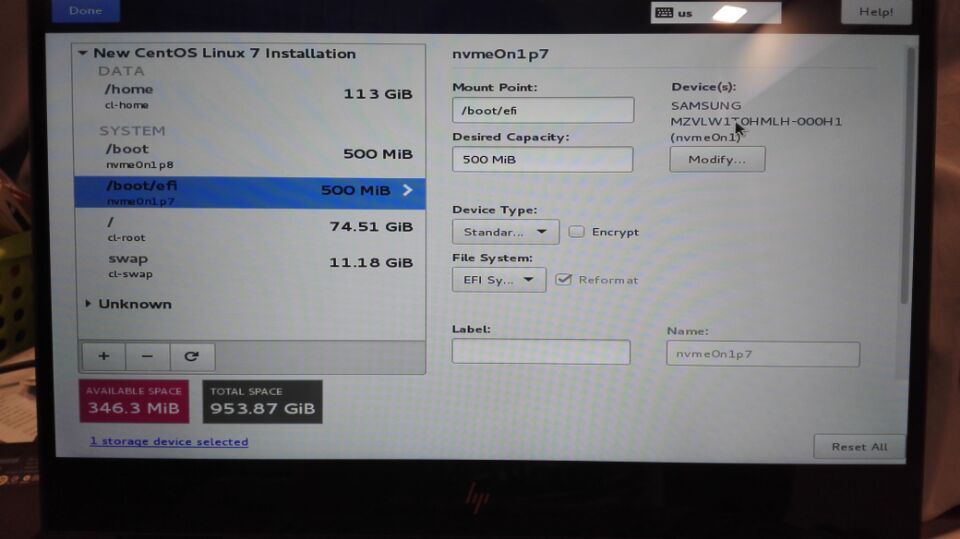 Done
us
Help!
New CentOS Linux 7 Installation
DATA
/home
113 GiB
cl-home
SYSTEM
/boot
500 MiB
nvme0n1p8
/boot/efi
500 MiB
nvme0n1p7
/
74.51 GiB
cl-root
swap
11.18 GiB
cl-swap
Unknown
+ −
AVAILABLE SPACE
346.3 MiB
TOTAL SPACE
953.87 GiB
1 storage device selected
nvme0n1p7
Mount Point:
/boot/efi
Desired Capacity:
500 MiB
Device(s):
SAMSUNG
MZVLW1T0HMLH-000H1
(nvme0n1)
Modify...
Device Type:
Standar...
Encrypt
File System:
EFI Sy...
Reformat
Label:
Name:
nvme0n1p7
Reset All
hp